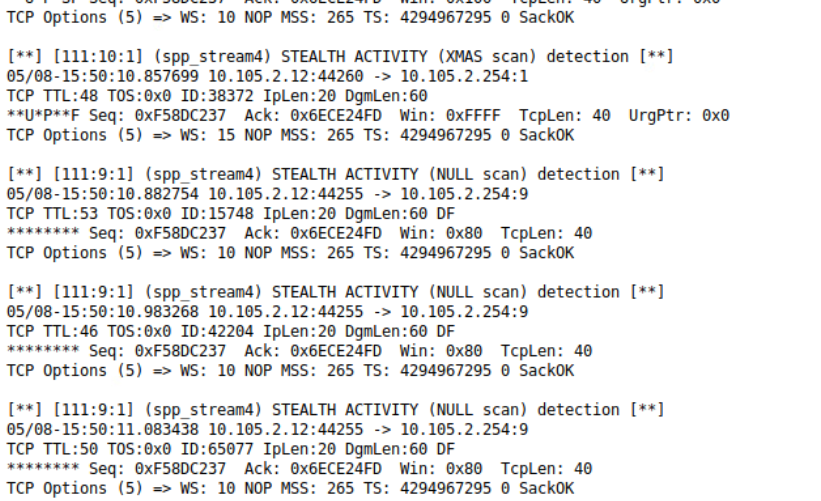 TCP Options (5) => WS: 10 NOP MSS: 265 TS: 4294967295 0 SackOK
[**] [111:10:1] (spp_stream4) STEALTH ACTIVITY (XMAS scan) detection [**]
05/08-15:50:10.857699 10.105.2.12:44260 -> 10.105.2.254:1
TCP TTL:48 TOS:0x0 ID:38372 IpLen:20 DgmLen:60
**U*P**F Seq: 0xF58DC237  Ack: 0x6ECE24FD  Win: 0xFFFF  TcpLen: 40  UrgPtr: 0x0
TCP Options (5) => WS: 15 NOP MSS: 265 TS: 4294967295 0 SackOK
[**] [111:9:1] (spp_stream4) STEALTH ACTIVITY (NULL scan) detection [**]
05/08-15:50:10.882754 10.105.2.12:44255 -> 10.105.2.254:9
TCP TTL:53 TOS:0x0 ID:15748 IpLen:20 DgmLen:60 DF
******** Seq: 0xF58DC237  Ack: 0x6ECE24FD  Win: 0x80  TcpLen: 40
TCP Options (5) => WS: 10 NOP MSS: 265 TS: 4294967295 0 SackOK
[**] [111:9:1] (spp_stream4) STEALTH ACTIVITY (NULL scan) detection [**]
05/08-15:50:10.983268 10.105.2.12:44255 -> 10.105.2.254:9
TCP TTL:46 TOS:0x0 ID:42204 IpLen:20 DgmLen:60 DF
******** Seq: 0xF58DC237  Ack: 0x6ECE24FD  Win: 0x80  TcpLen: 40
TCP Options (5) => WS: 10 NOP MSS: 265 TS: 4294967295 0 SackOK
[**] [111:9:1] (spp_stream4) STEALTH ACTIVITY (NULL scan) detection [**]
05/08-15:50:11.083438 10.105.2.12:44255 -> 10.105.2.254:9
TCP TTL:50 TOS:0x0 ID:65077 IpLen:20 DgmLen:60 DF
******** Seq: 0xF58DC237  Ack: 0x6ECE24FD  Win: 0x80  TcpLen: 40
TCP Options (5) => WS: 10 NOP MSS: 265 TS: 4294967295 0 SackOK